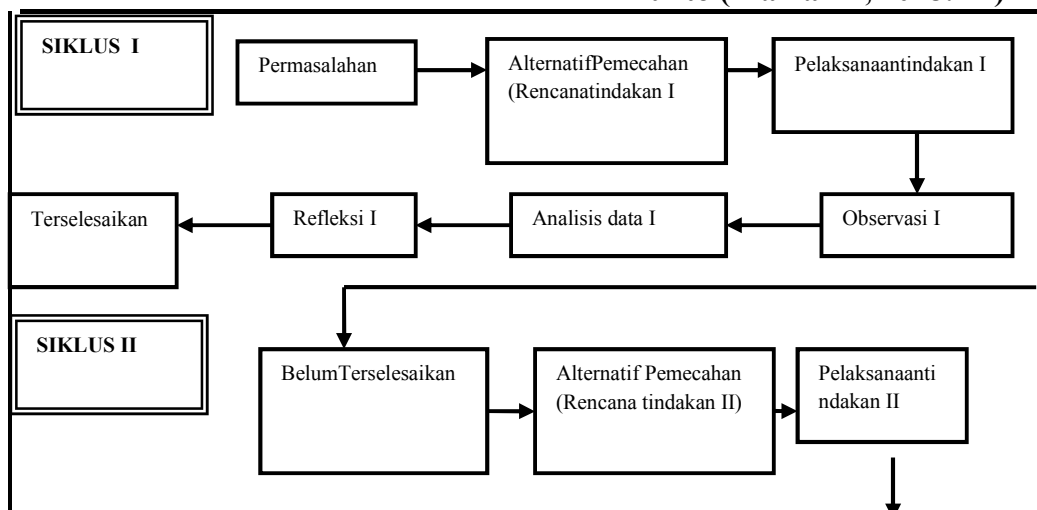 SIKLUS I
Permasalahan
AlternatifPemecahan
(Rencanatindakan I
Pelaksanaantindakan I
Terselesaikan
Refleksi I
Analisis data I
Observasi I
SIKLUS II
BelumTerselesaikan
Alternatif Pemecahan
(Rencana tindakan II)
Pelaksanaanti
ndakan II